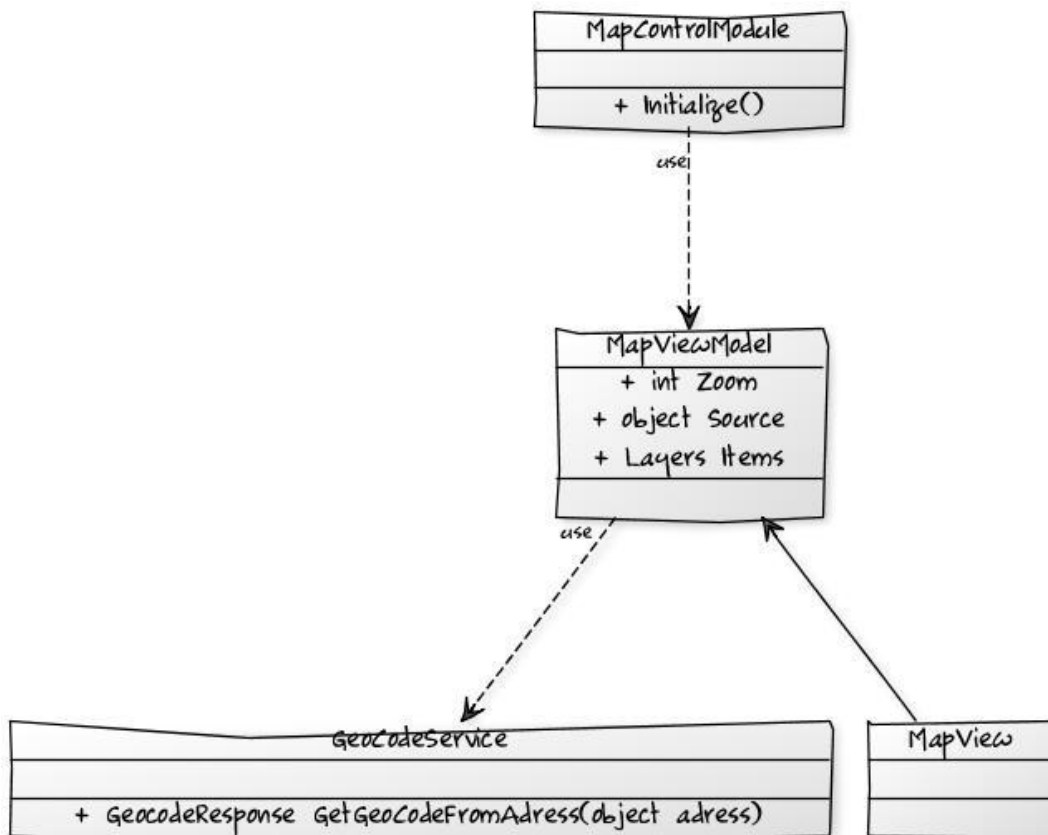 MapControlModule
+ Initialize()
use
MapViewModel
+ int Zoom
+ object Source
+ Layers Items
use
GeoCodeService
+ GeocodeResponse GetGeoCodeFromAdress(object adress)
MapView